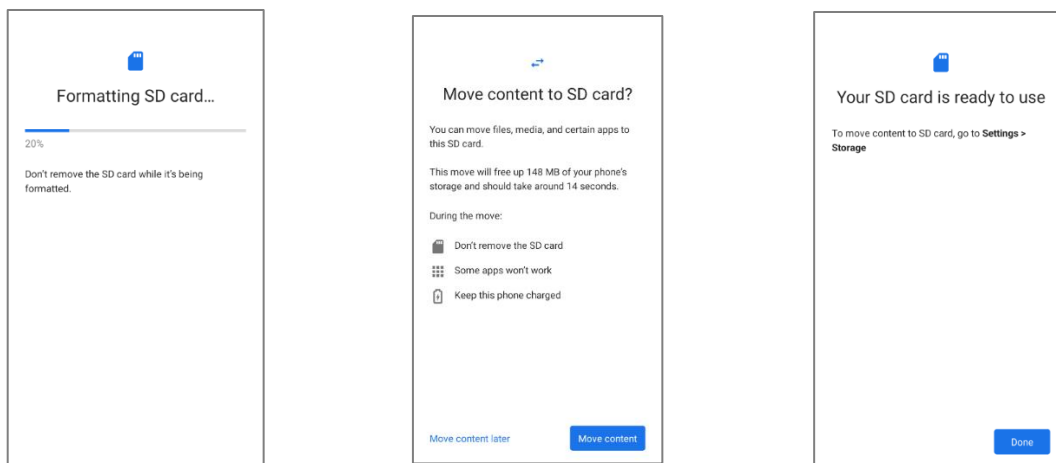 Formatting SD card...
20%
Don't remove the SD card while it's being
formatted.
Move content to SD card?
You can move files, media, and certain apps to
this SD card.
This move will free up 148 MB of your phone's
storage and should take around 14 seconds.
During the move:
Don't remove the SD card
Some apps won't work
Keep this phone charged
Move content later
Move content
Your SD card is ready to use
To move content to SD card, go to Settings >
Storage
Done